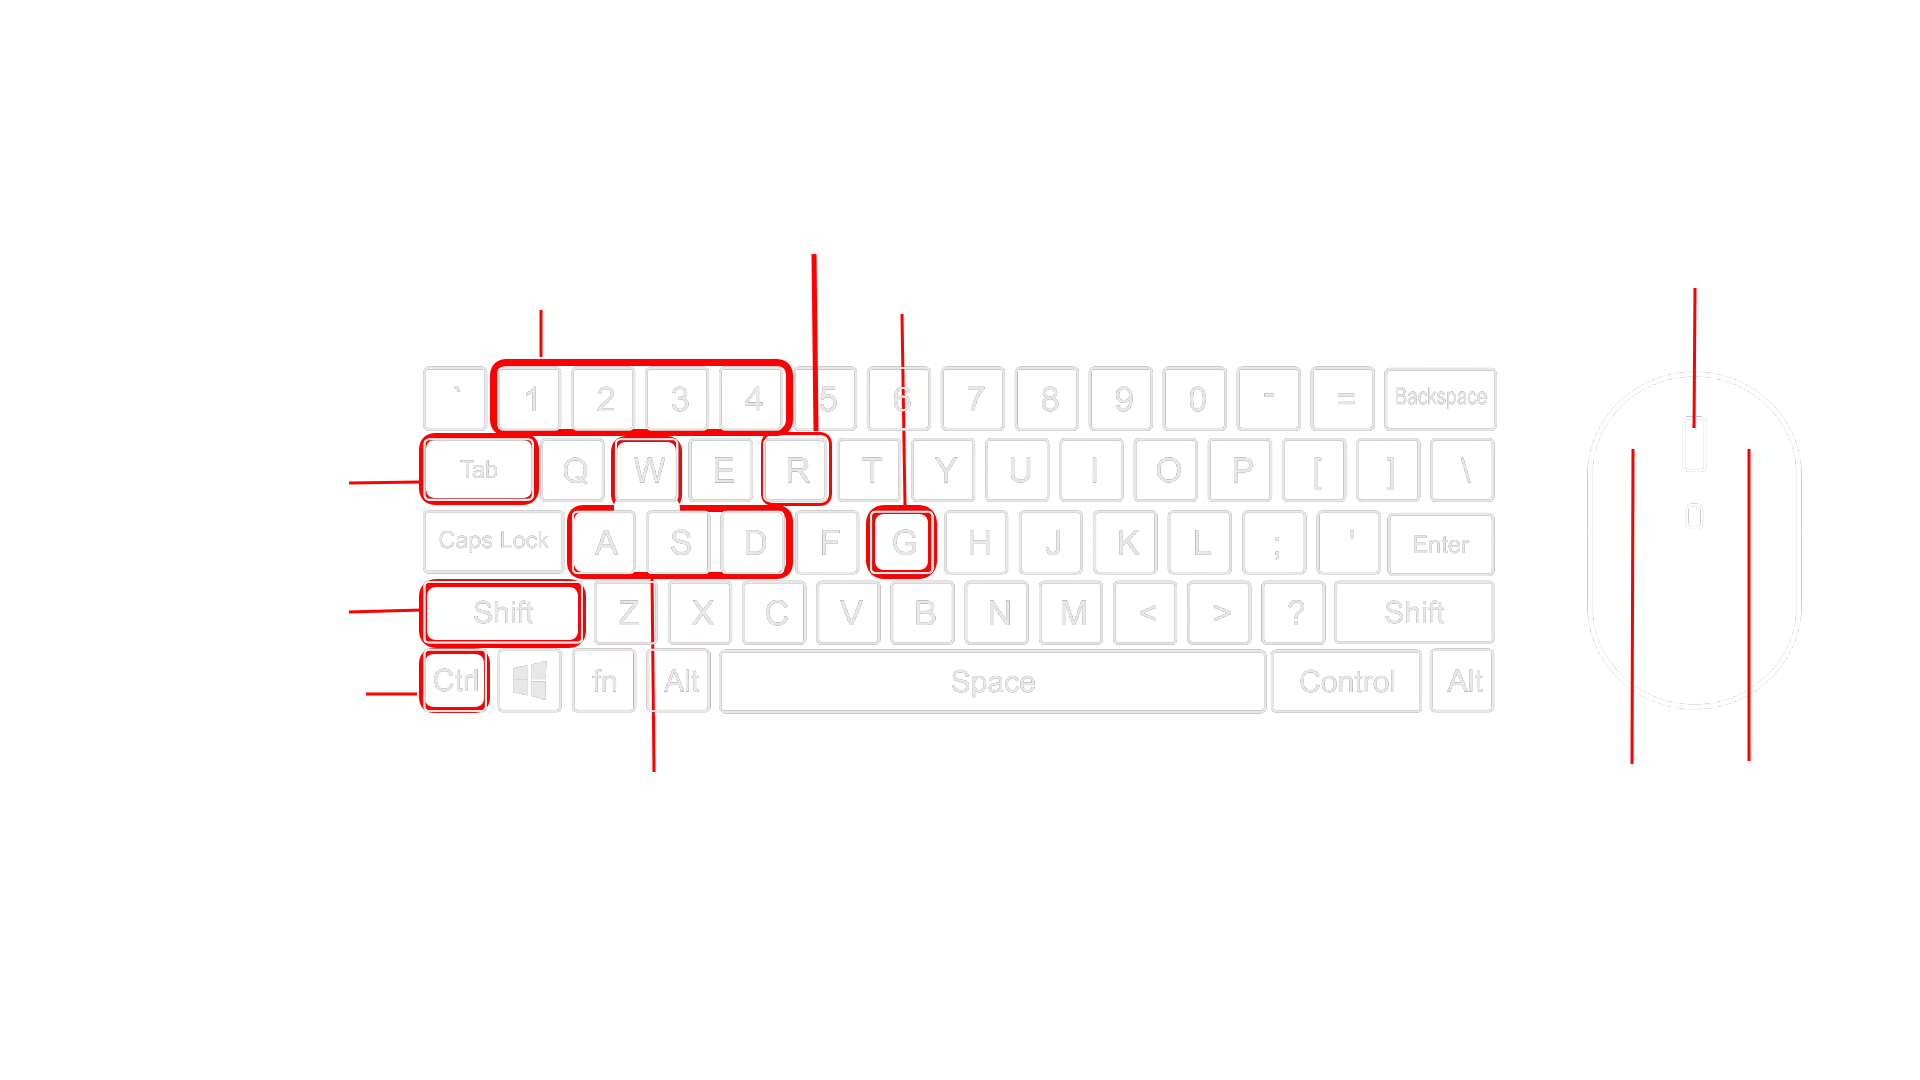 ` 1 2 3 4 5 6 7 8 9 0 - = Backspace
Tab Q W E R T Y U I O P [ ] \
Caps Lock A S D F G H J K L ; ' Enter
Shift Z X C V B N M < > ? Shift
Ctrl fn Alt Space Control Alt